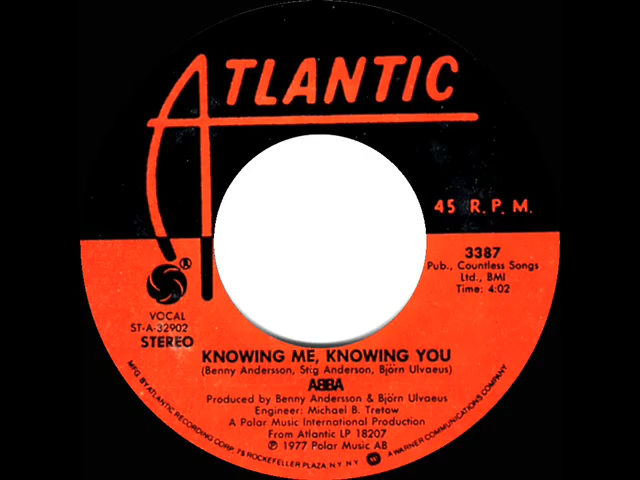 ATLANTIC
45 R.P.M.
3387
Pub., Countless Songs
Ltd., BMI
Time: 4:02
®
VOCAL
ST-A-32902
STEREO
KNOWING ME, KNOWING YOU
(Benny Andersson, Stig Anderson, Björn Ulvaeus)
ABBA
Produced by Benny Andersson & Björn Ulvaeus
Engineer: Michael B. Tretow
A Polar Music International Production
From Atlantic LP 18207
℗ 1977 Polar Music AB
MFG. BY ATLANTIC RECORDING CORP., 75 ROCKEFELLER PLAZA, N.Y. N.Y. W A WARNER COMMUNICATIONS COMPANY